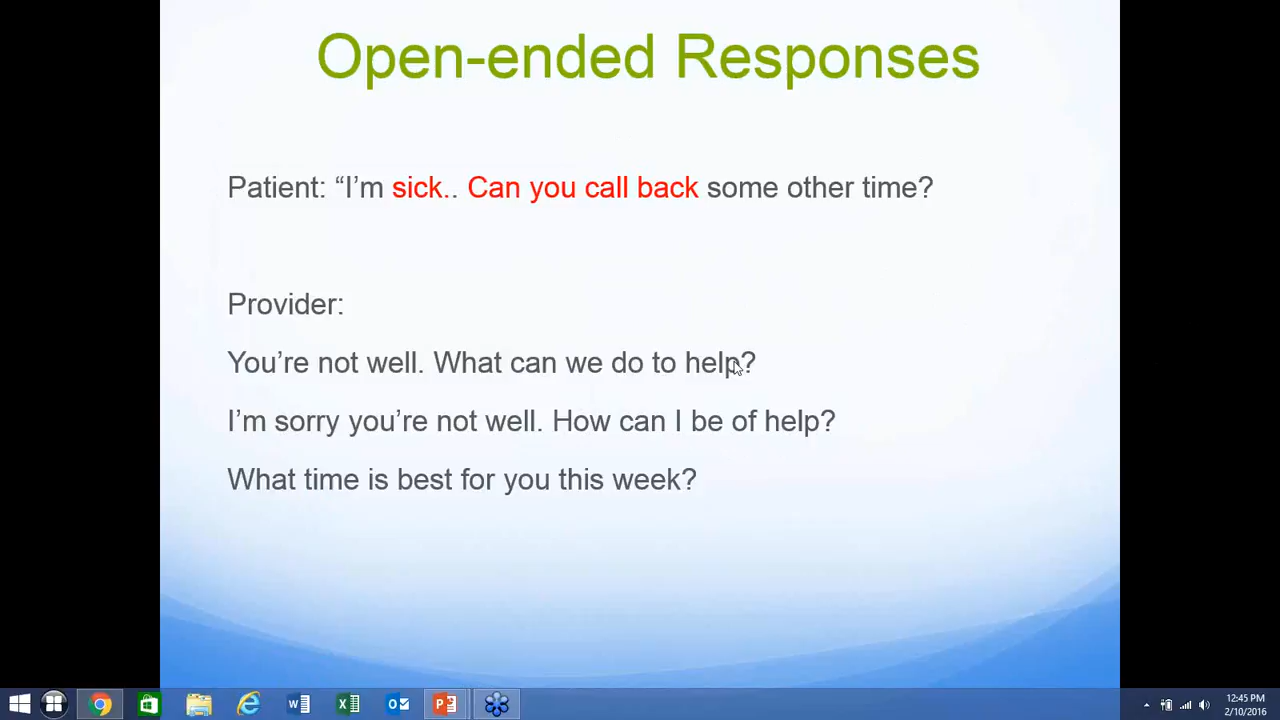 Open-ended Responses
Patient: “I’m sick.. Can you call back some other time?
Provider:
You’re not well. What can we do to help?
I’m sorry you’re not well. How can I be of help?
What time is best for you this week?
12:45 PM
2/10/2016